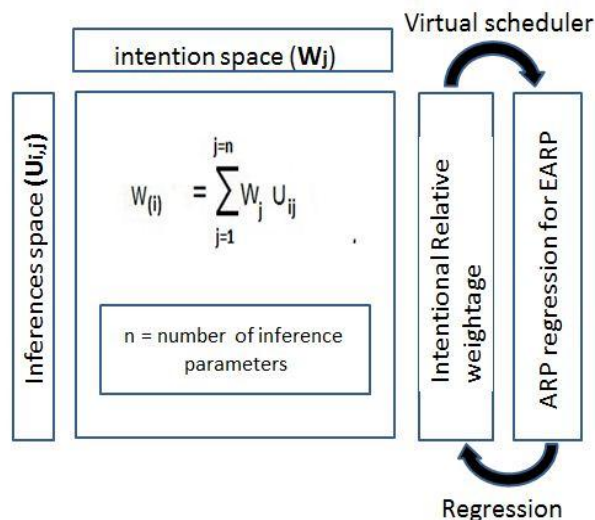 Virtual scheduler
intention space (Wj)
Inferences space (Ui,j)
j=n
W(i) = ∑ Wj Uij
j=1
n = number of inference
parameters
Intentional Relative
weightage
ARP regression for EARP
Regression